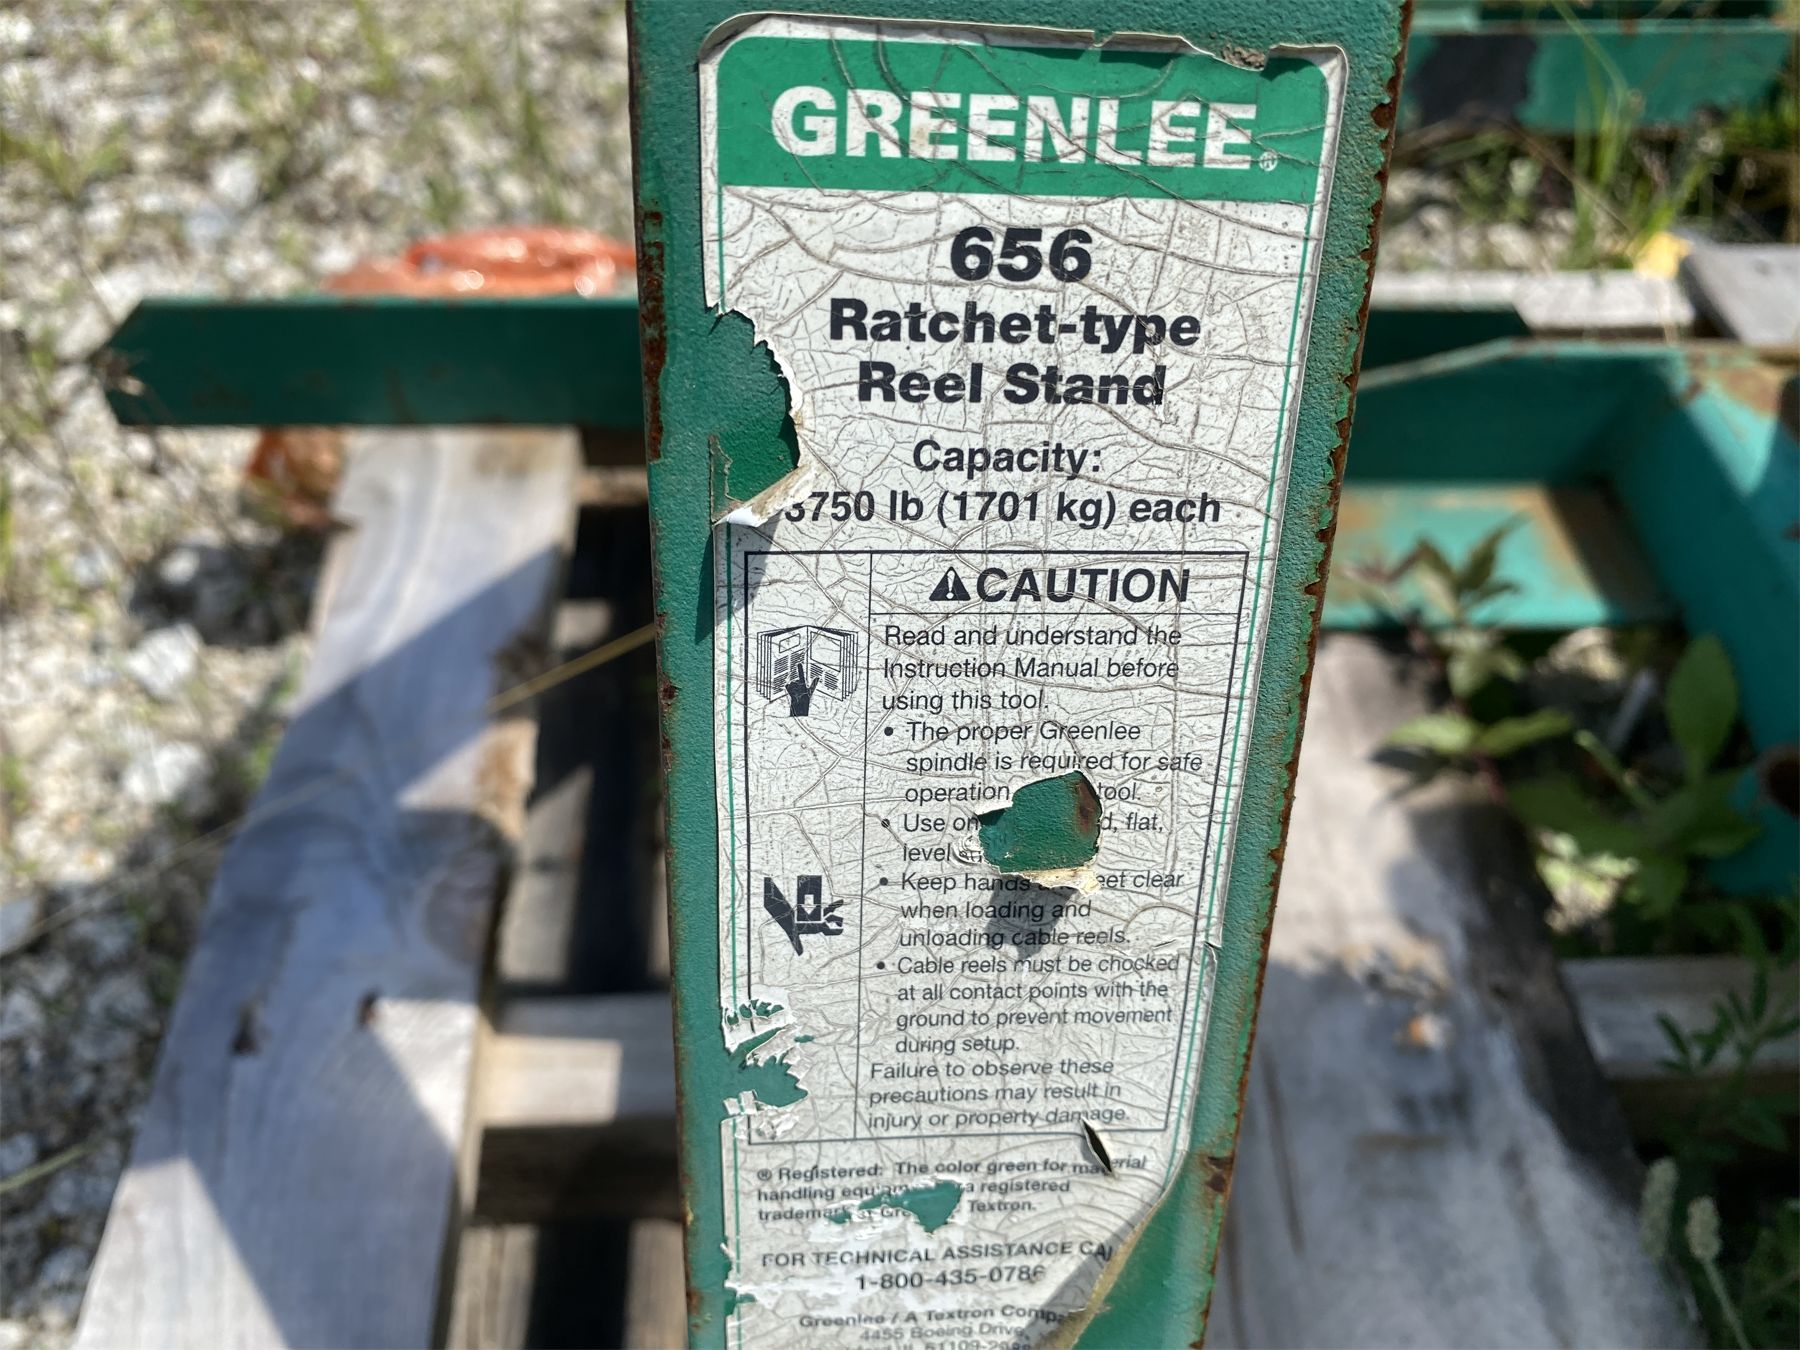 GREENLEE®
656
Ratchet-type
Reel Stand
Capacity:
3750 lb (1701 kg) each
⚠CAUTION
Read and understand the
Instruction Manual before
using this tool.
• The proper Greenlee
spindle is required for safe
operation tool.
• Use flat,
level
• Keep hands feet clear
when loading and
unloading cable reels.
• Cable reels must be chocked
at all contact points with the
ground to prevent movement
during setup.
Failure to observe these
precautions may result in
injury or property damage.
® Registered: The color green for material
handling a registered
trademark Textron.
FOR TECHNICAL ASSISTANCE
1-800-435-0786
Greenlee / A Textron
4455 Boeing Drive,